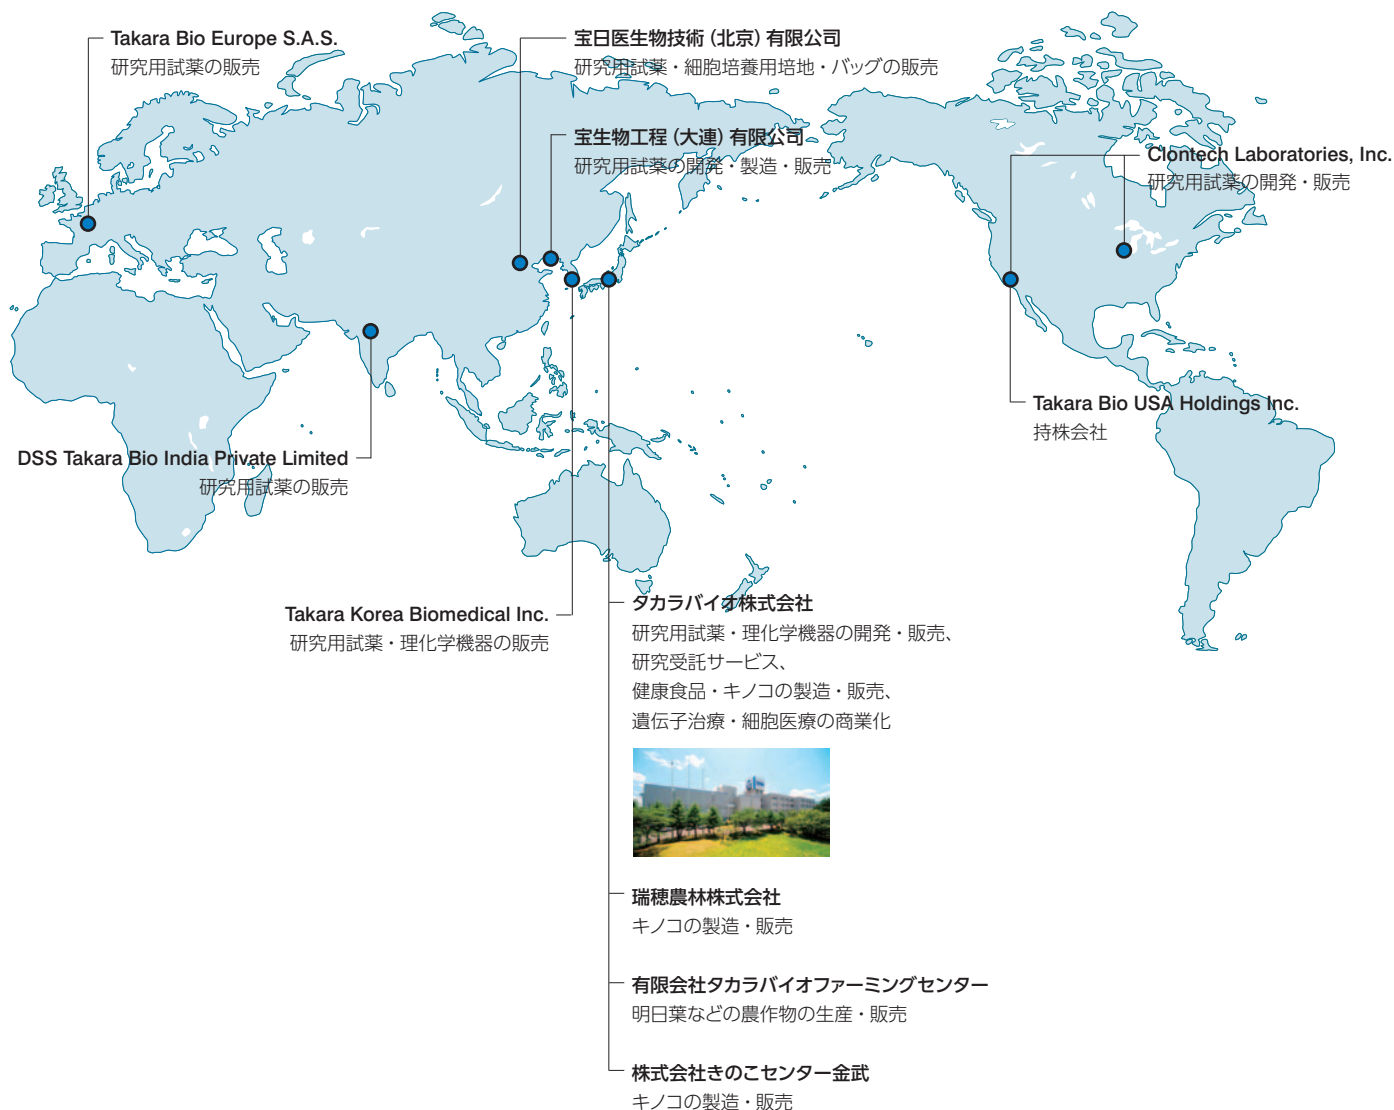 Takara Bio Europe S.A.S.
研究用試薬の販売
宝日医生物技術（北京）有限公司
研究用試薬・細胞培養用培地・バッグの販売
宝生物工程（大連）有限公司
研究用試薬の開発・製造・販売
Clontech Laboratories, Inc.
研究用試薬の開発・販売
Takara Bio USA Holdings Inc.
持株会社
DSS Takara Bio India Private Limited
研究用試薬の販売
Takara Korea Biomedical Inc.
研究用試薬・理化学機器の販売
タカラバイオ株式会社
研究用試薬・理化学機器の開発・販売、
研究受託サービス、
健康食品・キノコの製造・販売、
遺伝子治療・細胞医療の商業化
瑞穂農林株式会社
キノコの製造・販売
有限会社タカラバイオファーミングセンター
明日葉などの農作物の生産・販売
株式会社きのこセンター金武
キノコの製造・販売